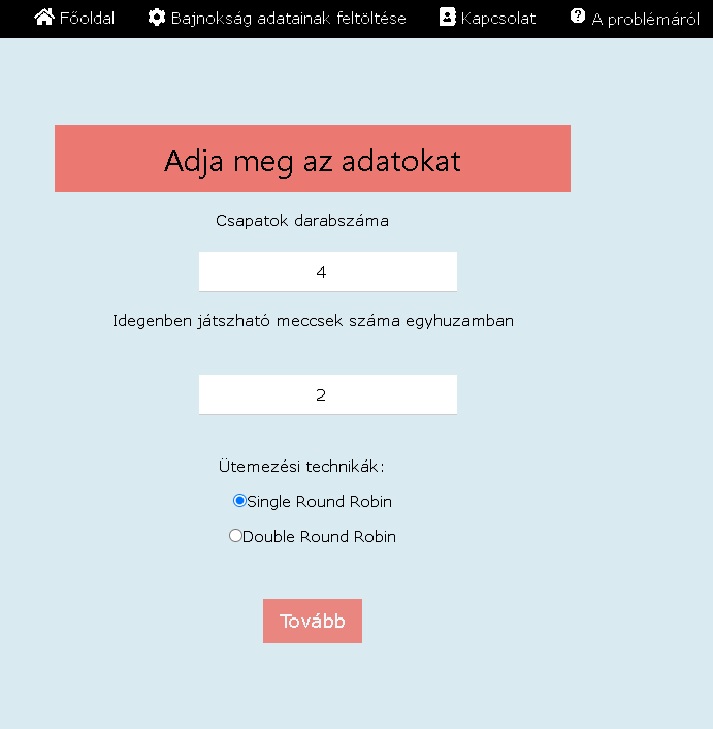 Főoldal Bajnokság adatainak feltöltése Kapcsolat A problémáról
Adja meg az adatokat
Csapatok darabszáma
4
Idegenben játszható meccsek száma egyhuzamban
2
Ütemezési technikák:
Single Round Robin
Double Round Robin
Tovább